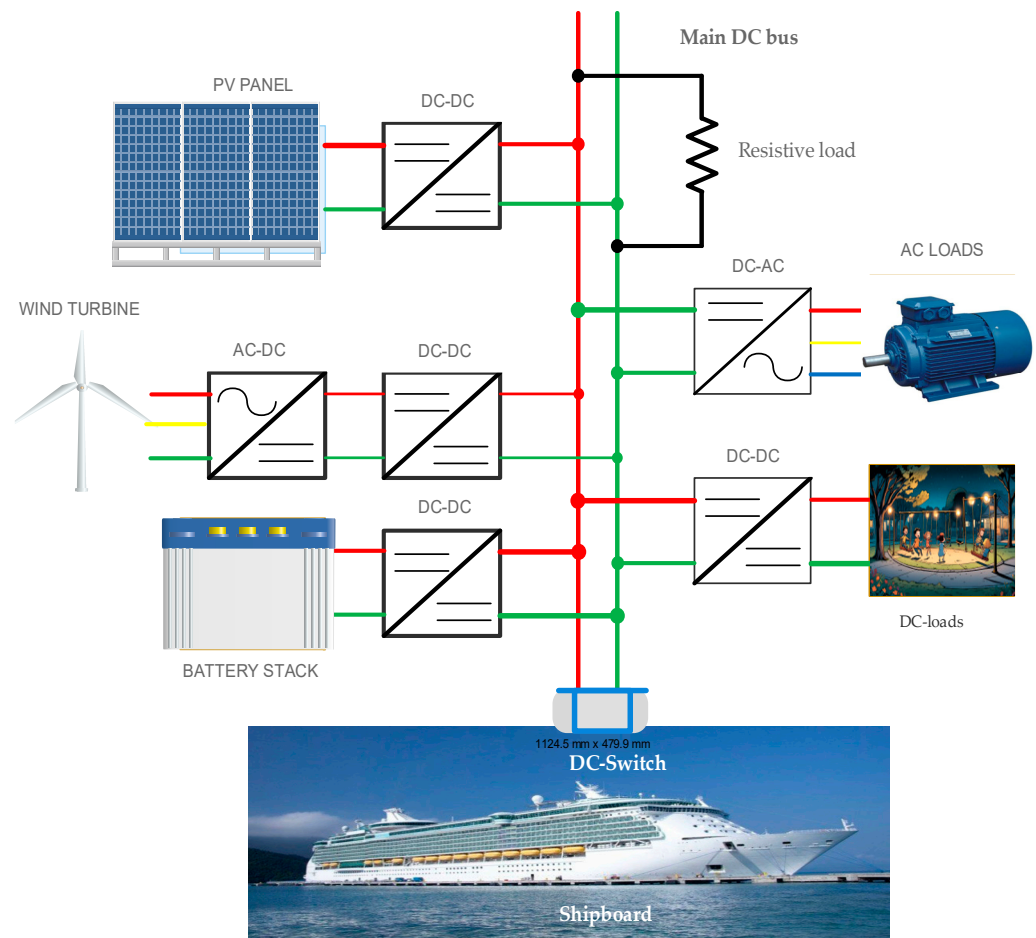 Main DC bus
PV PANEL
DC-DC
Resistive load
DC-AC
AC LOADS
WIND TURBINE
AC-DC
DC-DC
DC-DC
DC-DC
DC-loads
BATTERY STACK
1124.5 mm x 479.9 mm
DC-Switch
Shipboard